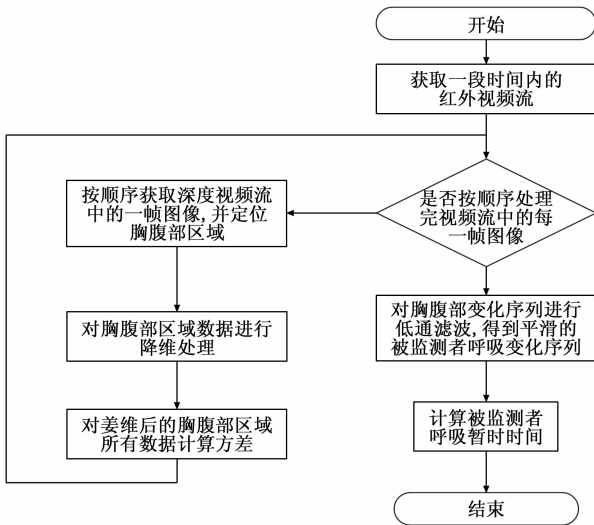 开始
获取一段时间内的
红外视频流
是否按顺序处理
完视频流中的每
一帧图像
按顺序获取深度视频流
中的一帧图像,并定位
胸腹部区域
对胸腹部区域数据进行
降维处理
对姜维后的胸腹部区域
所有数据计算方差
对胸腹部变化序列进行
低通滤波,得到平滑的
被监测者呼吸变化序列
计算被监测者
呼吸暂时时间
结束